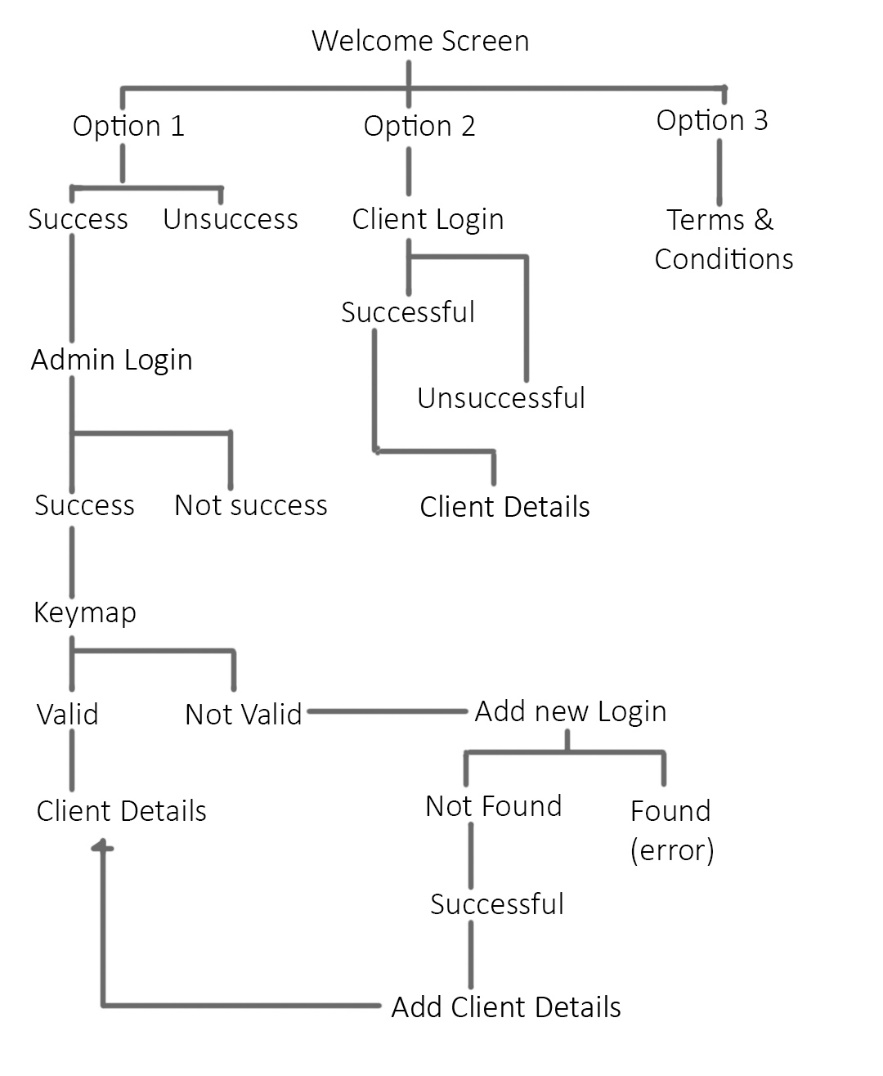 Welcome Screen
Option 1
Option 2
Option 3
Success
Unsuccess
Client Login
Terms &
Conditions
Successful
Admin Login
Unsuccessful
Success
Not success
Client Details
Keymap
Valid
Not Valid
Add new Login
Client Details
Not Found
Found
(error)
Successful
Add Client Details